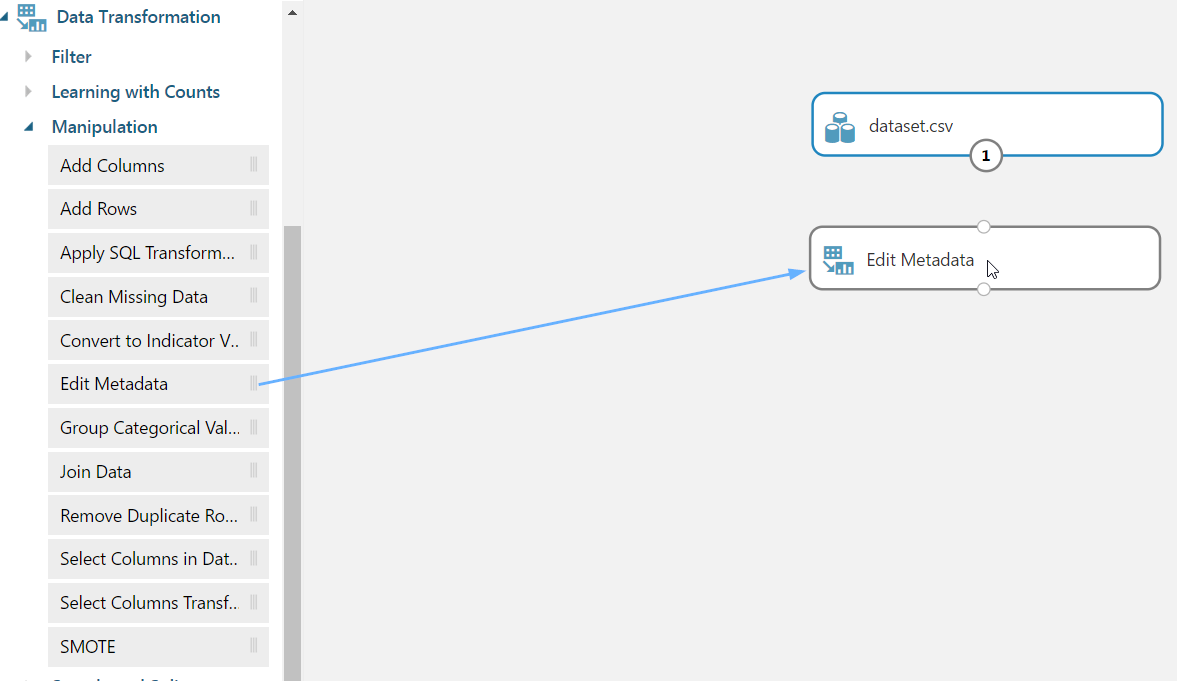 Data Transformation
Filter
Learning with Counts
Manipulation
Add Columns
Add Rows
Apply SQL Transform...
Clean Missing Data
Convert to Indicator V..
Edit Metadata
Group Categorical Val...
Join Data
Remove Duplicate Ro...
Select Columns in Dat..
Select Columns Transf..
SMOTE
dataset.csv
1
Edit Metadata